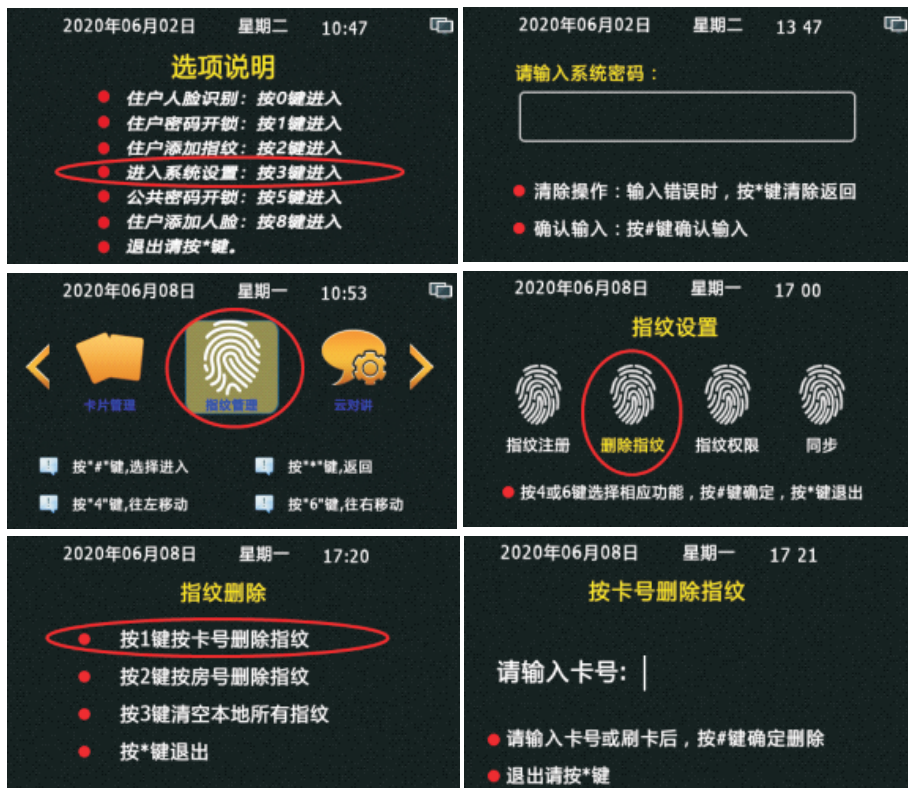 2020年06月02日 星期二 10:47
选项说明
住户人脸识别：按0键进入
住户密码开锁：按1键进入
住户添加指纹：按2键进入
进入系统设置：按3键进入
公共密码开锁：按5键进入
住户添加人脸：按8键进入
退出请按*键。
2020年06月02日 星期二 13 47
请输入系统密码：
清除操作：输入错误时，按*键清除返回
确认输入：按#键确认输入
2020年06月08日 星期一 10:53
卡片管理 指纹管理 云对讲
按"#"键,选择进入 按"*"键,返回
按"4"键,往左移动 按"6"键,往右移动
2020年06月08日 星期一 17 00
指纹设置
指纹注册 删除指纹 指纹权限 同步
按4或6键选择相应功能，按#键确定，按*键退出
2020年06月08日 星期一 17:20
指纹删除
按1键按卡号删除指纹
按2键按房号删除指纹
按3键清空本地所有指纹
按*键退出
2020年06月08日 星期一 17 21
按卡号删除指纹
请输入卡号:
请输入卡号或刷卡后，按#键确定删除
退出请按*键